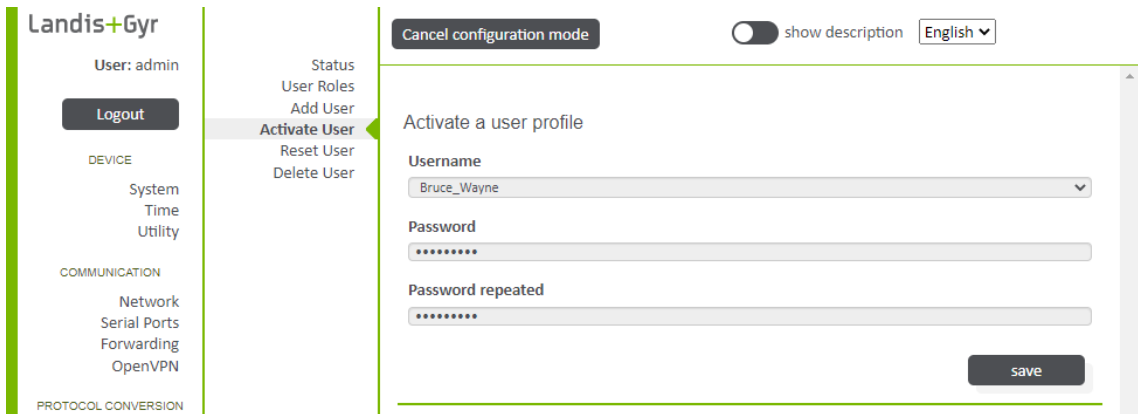 Landis+Gyr
User: admin
Logout
DEVICE
System
Time
Utility
COMMUNICATION
Network
Serial Ports
Forwarding
OpenVPN
PROTOCOL CONVERSION
Status
User Roles
Add User
Activate User
Reset User
Delete User
Cancel configuration mode
show description
English
Activate a user profile
Username
Bruce_Wayne
Password
•••••••••
Password repeated
•••••••••
save